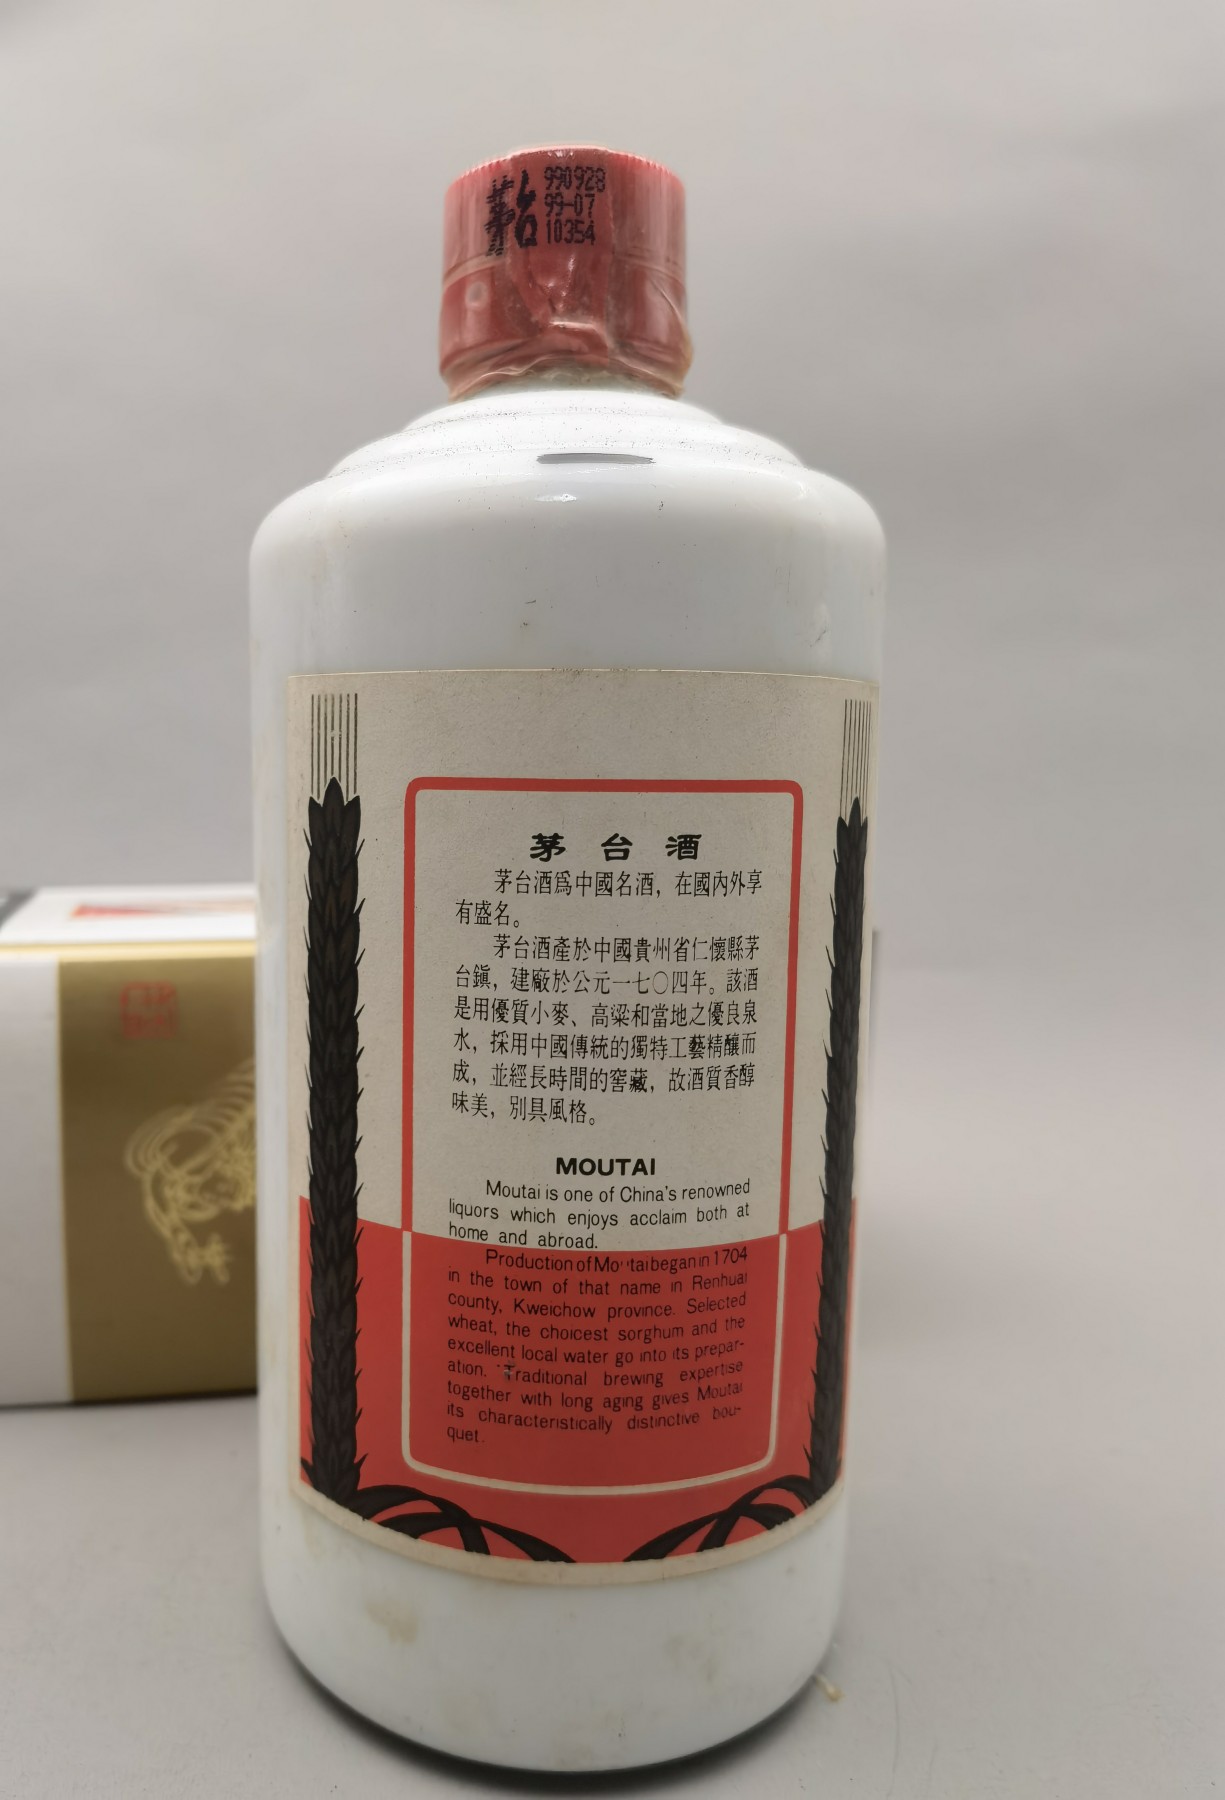 茅台
990928
99-07
10354
茅台酒
茅台酒爲中國名酒，在國內外享
有盛名。
茅台酒產於中國貴州省仁懷縣茅
台鎭，建廠於公元一七〇四年。該酒
是用優質小麥、高粱和當地之優良泉
水，採用中國傳統的獨特工藝精釀而
成，並經長時間的窖藏，故酒質香醇
味美，別具風格。
MOUTAI
Moutai is one of China's renowned
liquors which enjoys acclaim both at
home and abroad.
Production of Moutai began in 1704
in the town of that name in Renhuai
county, Kweichow province. Selected
wheat, the choicest sorghum and the
excellent local water go into its prepar-
ation. Traditional brewing expertise
together with long aging gives Moutai
its characteristically distinctive bou-
quet.